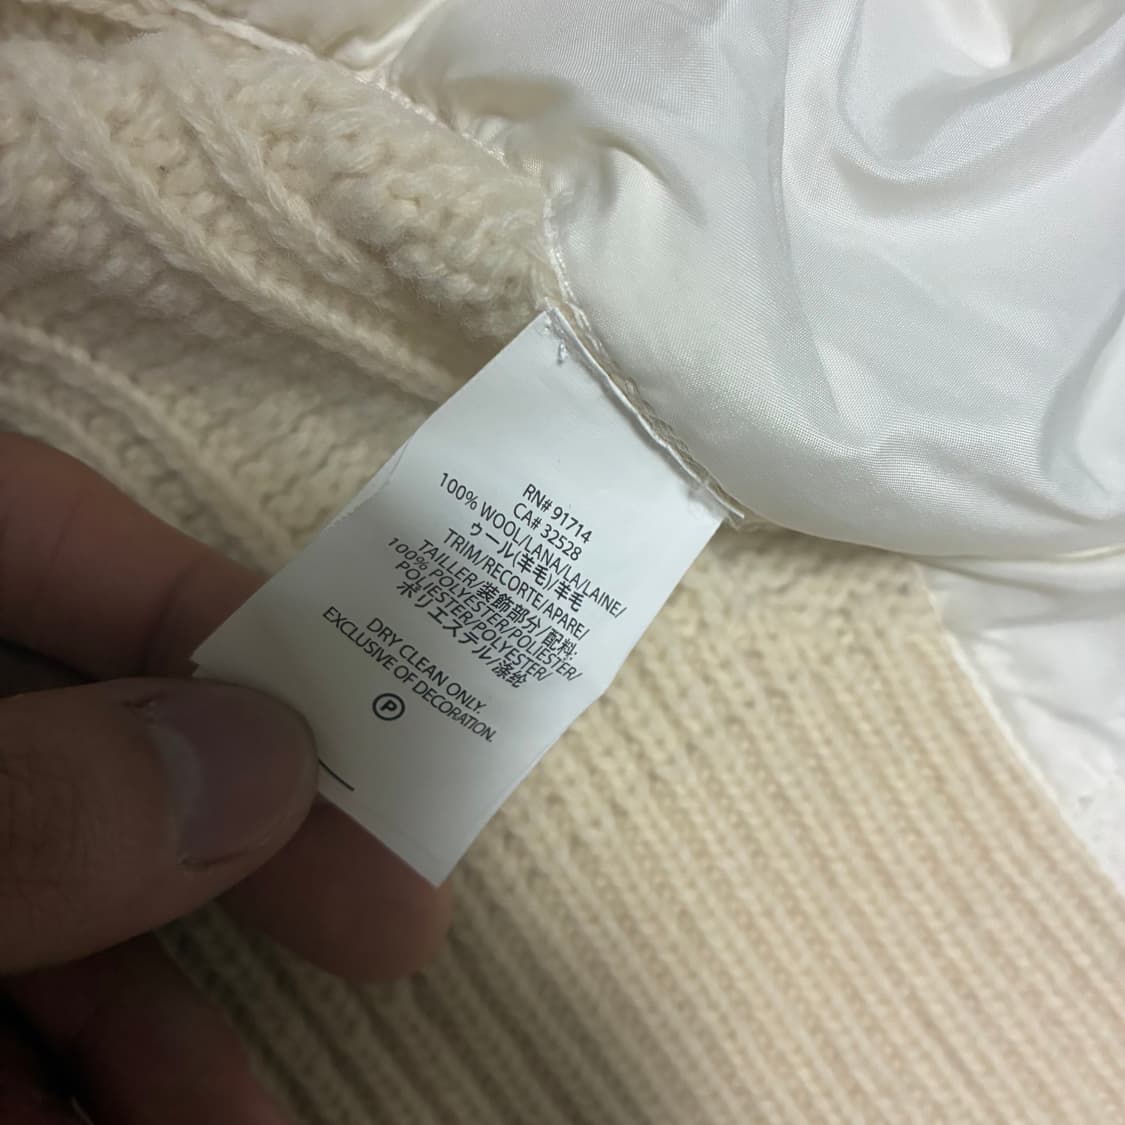 RN# 91714
CA# 32528
100% WOOL/LANA/LA/LAINE/
ウール(羊毛)/羊毛
TRIM/RECORTE/APARE/
TAILLER/装飾部分/配料:
100% POLYESTER/POLIESTER/
POLIESTER/POLYESTER/
ポリエステル/涤纶
DRY CLEAN ONLY.
EXCLUSIVE OF DECORATION.
P